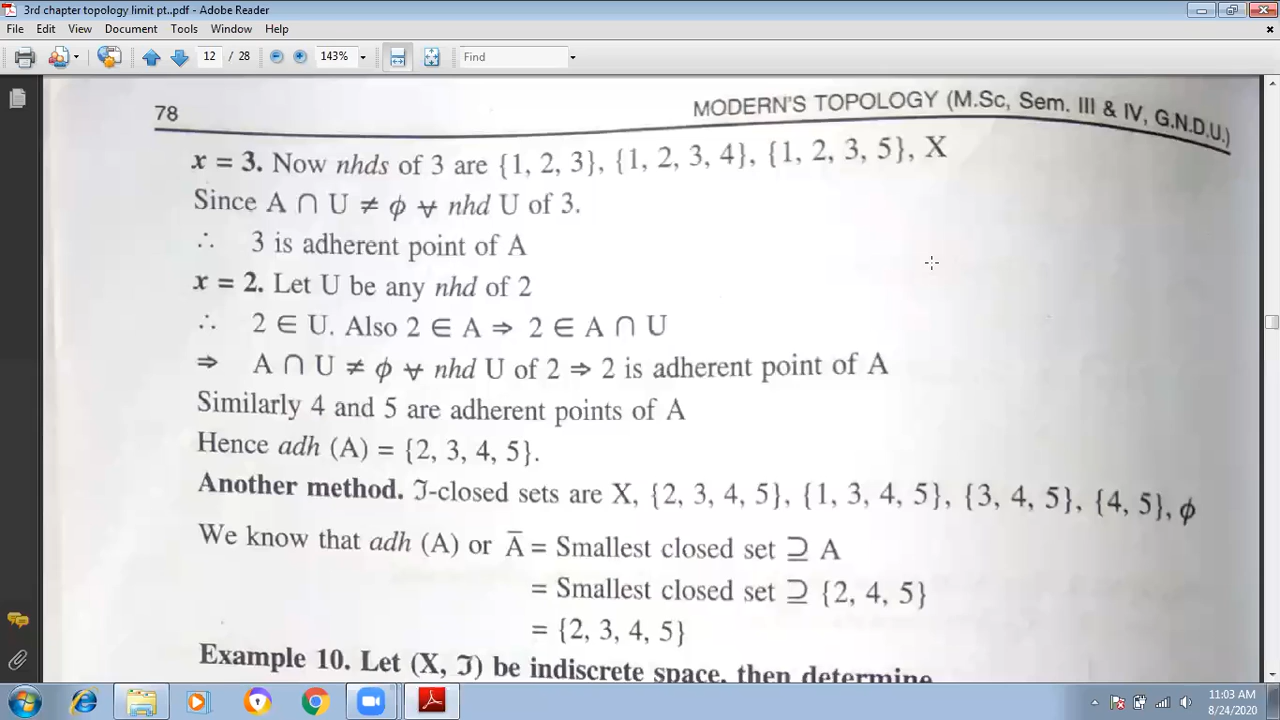 3rd chapter topology limit pt..pdf - Adobe Reader
File Edit View Document Tools Window Help
12 / 28 143% Find
78 MODERN'S TOPOLOGY (M.Sc, Sem. III & IV, G.N.D.U.)
x = 3. Now nhds of 3 are {1, 2, 3}, {1, 2, 3, 4}, {1, 2, 3, 5}, X
Since A ∩ U ≠ ϕ ∀ nhd U of 3.
∴ 3 is adherent point of A
x = 2. Let U be any nhd of 2
∴ 2 ∈ U. Also 2 ∈ A ⇒ 2 ∈ A ∩ U
⇒ A ∩ U ≠ ϕ ∀ nhd U of 2 ⇒ 2 is adherent point of A
Similarly 4 and 5 are adherent points of A
Hence adh (A) = {2, 3, 4, 5}.
Another method. ℑ-closed sets are X, {2, 3, 4, 5}, {1, 3, 4, 5}, {3, 4, 5}, {4, 5}, ϕ
We know that adh (A) or A̅ = Smallest closed set ⊇ A
= Smallest closed set ⊇ {2, 4, 5}
= {2, 3, 4, 5}
Example 10. Let (X, ℑ) be indiscrete space, then determine
11:03 AM
8/24/2020